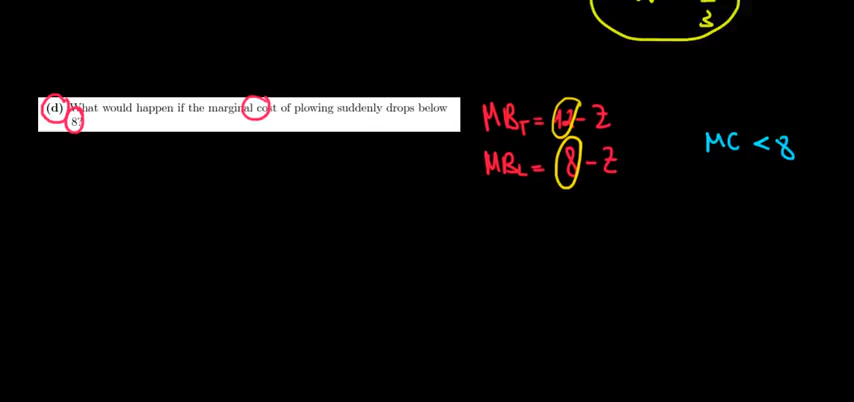 3
(d) What would happen if the marginal cost of plowing suddenly drops below
8?
MB_T = 12 - Z
MB_L = 8 - Z
MC < 8